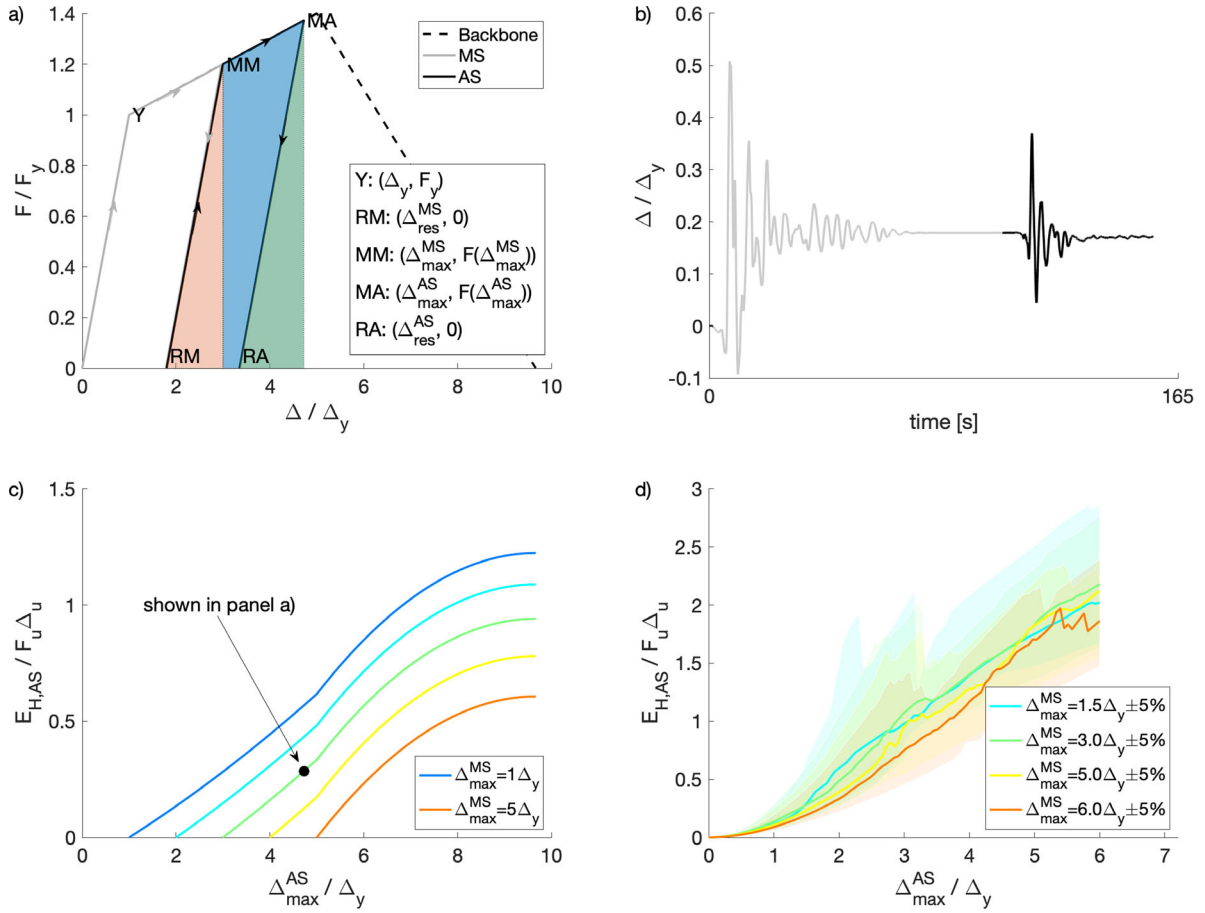 a)
1.4
1.2
1
0.8
0.6
0.4
0.2
0
F / F_y
0 2 4 6 8 10
Δ / Δ_y
Y
MM
MA
RM
RA
Backbone
MS
AS
Y: (Δ_y, F_y)
RM: (Δ_res^MS, 0)
MM: (Δ_max^MS, F(Δ_max^MS))
MA: (Δ_max^AS, F(Δ_max^AS))
RA: (Δ_res^AS, 0)
b)
0.6
0.5
0.4
0.3
0.2
0.1
0
-0.1
Δ / Δ_y
0 165
time [s]
c)
1.5
1
0.5
0
E_H,AS / F_u Δ_u
shown in panel a)
Δ_max^MS=1Δ_y
Δ_max^MS=5Δ_y
0 2 4 6 8 10
Δ_max^AS / Δ_y
d)
3
2.5
2
1.5
1
0.5
0
E_H,AS / F_u Δ_u
Δ_max^MS=1.5Δ_y±5%
Δ_max^MS=3.0Δ_y±5%
Δ_max^MS=5.0Δ_y±5%
Δ_max^MS=6.0Δ_y±5%
0 1 2 3 4 5 6 7
Δ_max^AS / Δ_y